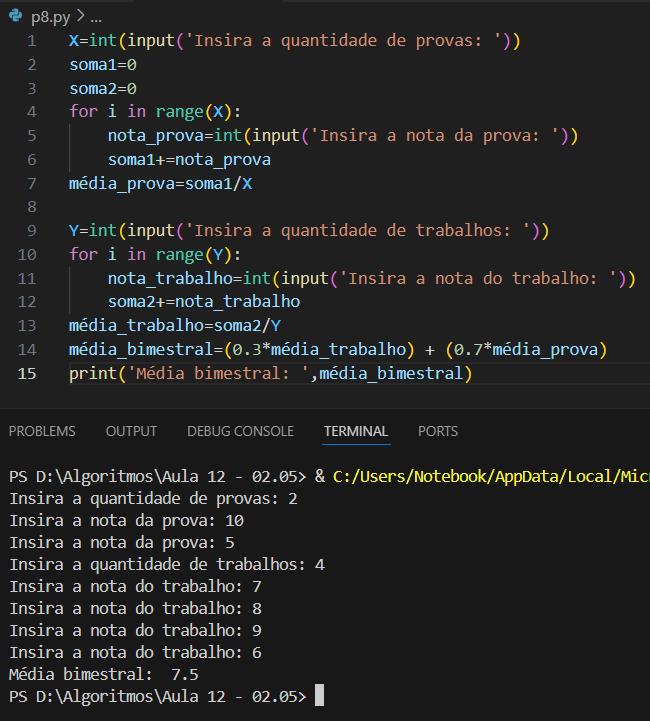 p8.py > ...
1 X=int(input('Insira a quantidade de provas: '))
2 soma1=0
3 soma2=0
4 for i in range(X):
5     nota_prova=int(input('Insira a nota da prova: '))
6     soma1+=nota_prova
7 média_prova=soma1/X
8
9 Y=int(input('Insira a quantidade de trabalhos: '))
10 for i in range(Y):
11     nota_trabalho=int(input('Insira a nota do trabalho: '))
12     soma2+=nota_trabalho
13 média_trabalho=soma2/Y
14 média_bimestral=(0.3*média_trabalho) + (0.7*média_prova)
15 print('Média bimestral: ',média_bimestral)
PROBLEMS OUTPUT DEBUG CONSOLE TERMINAL PORTS
PS D:\Algoritmos\Aula 12 - 02.05> & C:/Users/Notebook/AppData/Local/Mic
Insira a quantidade de provas: 2
Insira a nota da prova: 10
Insira a nota da prova: 5
Insira a quantidade de trabalhos: 4
Insira a nota do trabalho: 7
Insira a nota do trabalho: 8
Insira a nota do trabalho: 9
Insira a nota do trabalho: 6
Média bimestral:  7.5
PS D:\Algoritmos\Aula 12 - 02.05>